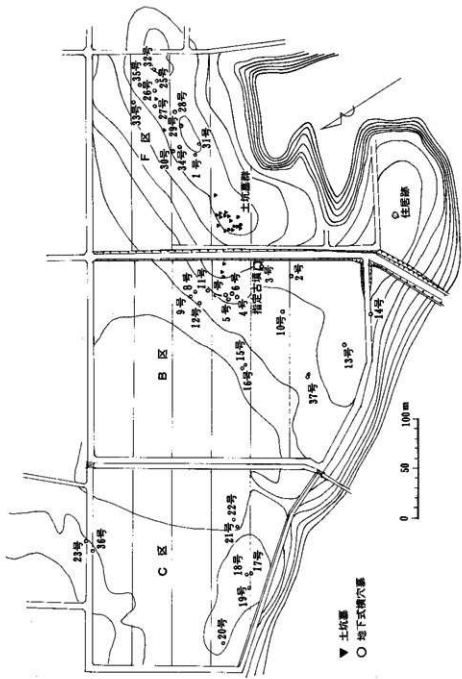 32号
35号
26号
25号
33号
27号
28号
29号
F区
30号
34号
1号
31号
土坑墓群
8号
9号
11号
12号
7号
6号
5号
4号
3号
指定古墳
2号
10号
B区
15号
16号
13号
14号
37号
住居跡
23号
36号
C区
22号
21号
18号
17号
19号
20号
0 50 100m
▼ 土坑墓
○ 地下式横穴墓